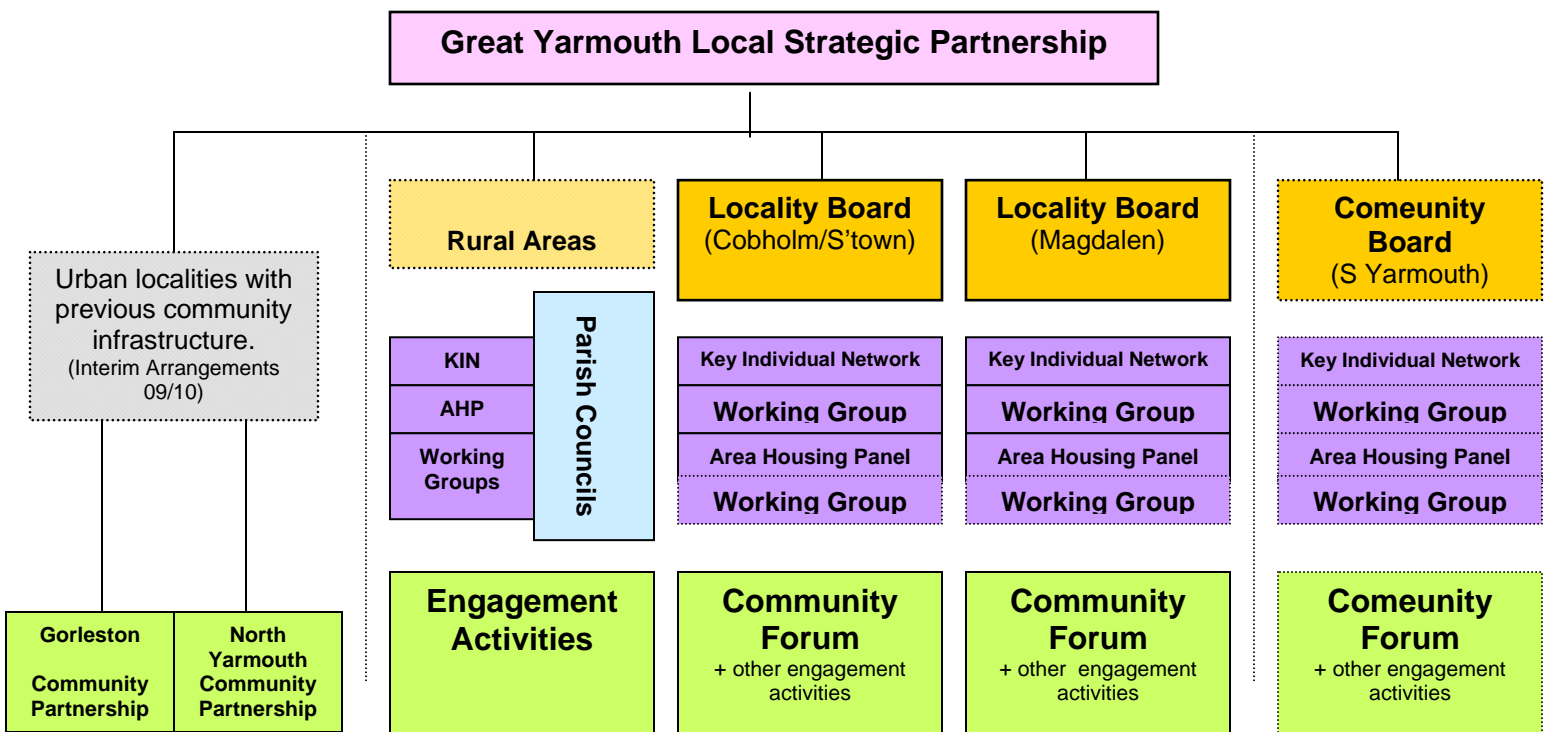 Great Yarmouth Local Strategic Partnership
Urban localities with
previous community
infrastructure.
(Interim Arrangements
09/10)
Gorleston
Community
Partnership
North
Yarmouth
Community
Partnership
Rural Areas
KIN
AHP
Working
Groups
Parish Councils
Engagement
Activities
Locality Board
(Cobholm/S'town)
Key Individual Network
Working Group
Area Housing Panel
Working Group
Community
Forum
+ other engagement
activities
Locality Board
(Magdalen)
Key Individual Network
Working Group
Area Housing Panel
Working Group
Community
Forum
+ other engagement
activities
Comeunity
Board
(S Yarmouth)
Key Individual Network
Working Group
Area Housing Panel
Working Group
Comeunity
Forum
+ other engagement
activities